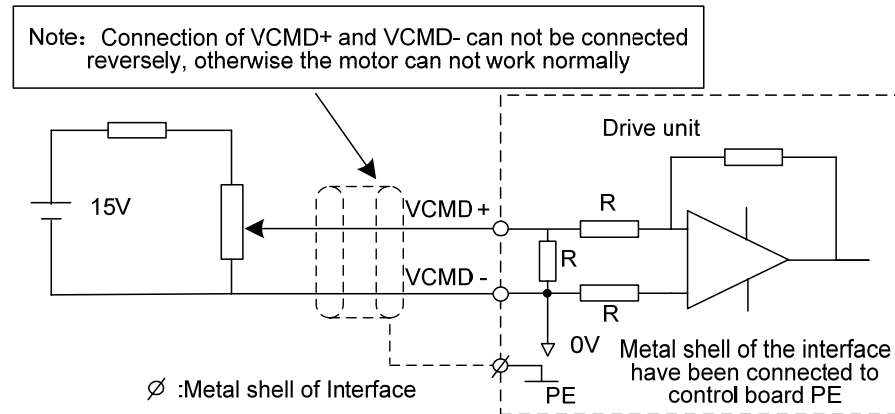 Note: Connection of VCMD+ and VCMD- can not be connected
reversely, otherwise the motor can not work normally
Drive unit
15V
VCMD +
R
R
VCMD -
R
0V
PE
Metal shell of the interface
have been connected to
control board PE
⌀ :Metal shell of Interface